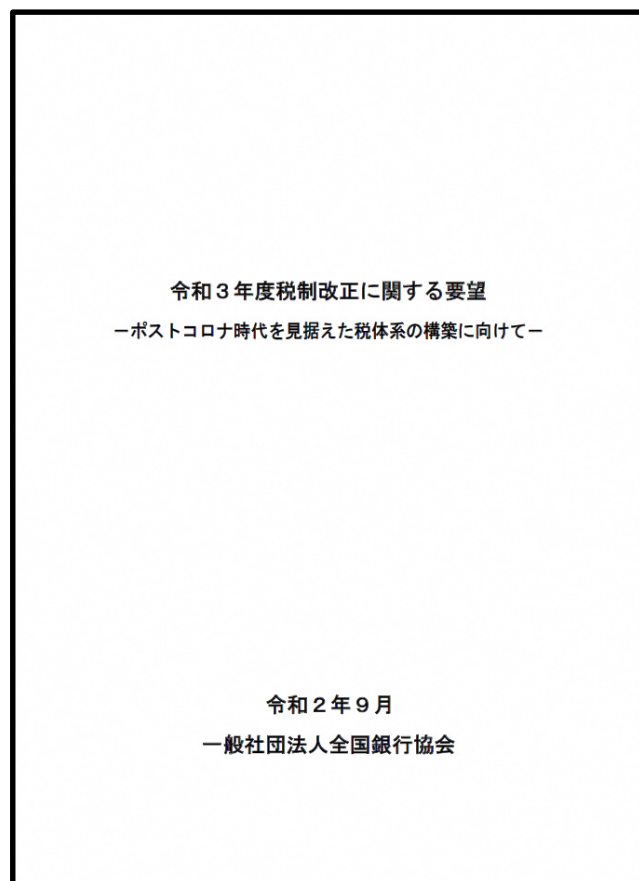 令和３年度税制改正に関する要望
－ポストコロナ時代を見据えた税体系の構築に向けて－
令和２年９月
一般社団法人全国銀行協会